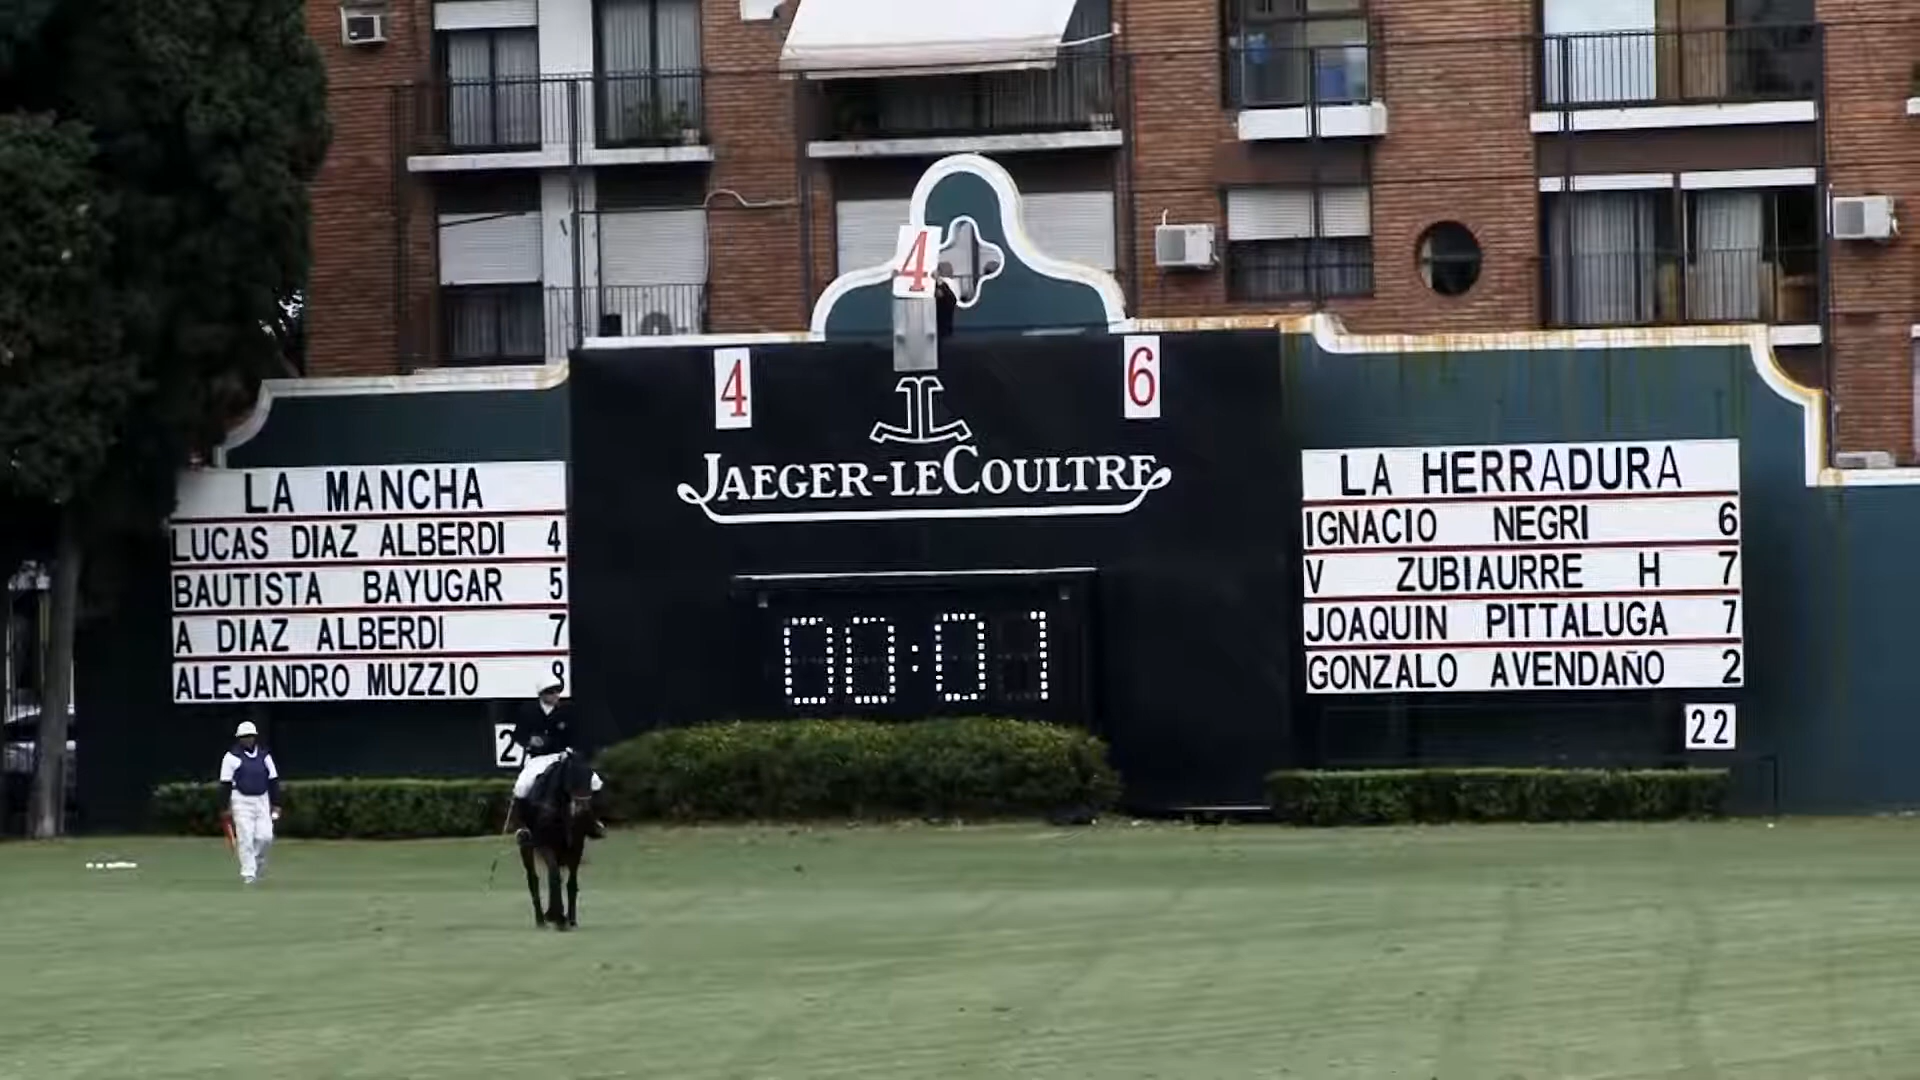 4
4 6
JAEGER-LECOULTRE
LA MANCHA
LUCAS DIAZ ALBERDI 4
BAUTISTA BAYUGAR 5
A DIAZ ALBERDI 7
ALEJANDRO MUZZIO 8
00:01
LA HERRADURA
IGNACIO NEGRI 6
V ZUBIAURRE H 7
JOAQUIN PITTALUGA 7
GONZALO AVENDAÑO 2
22